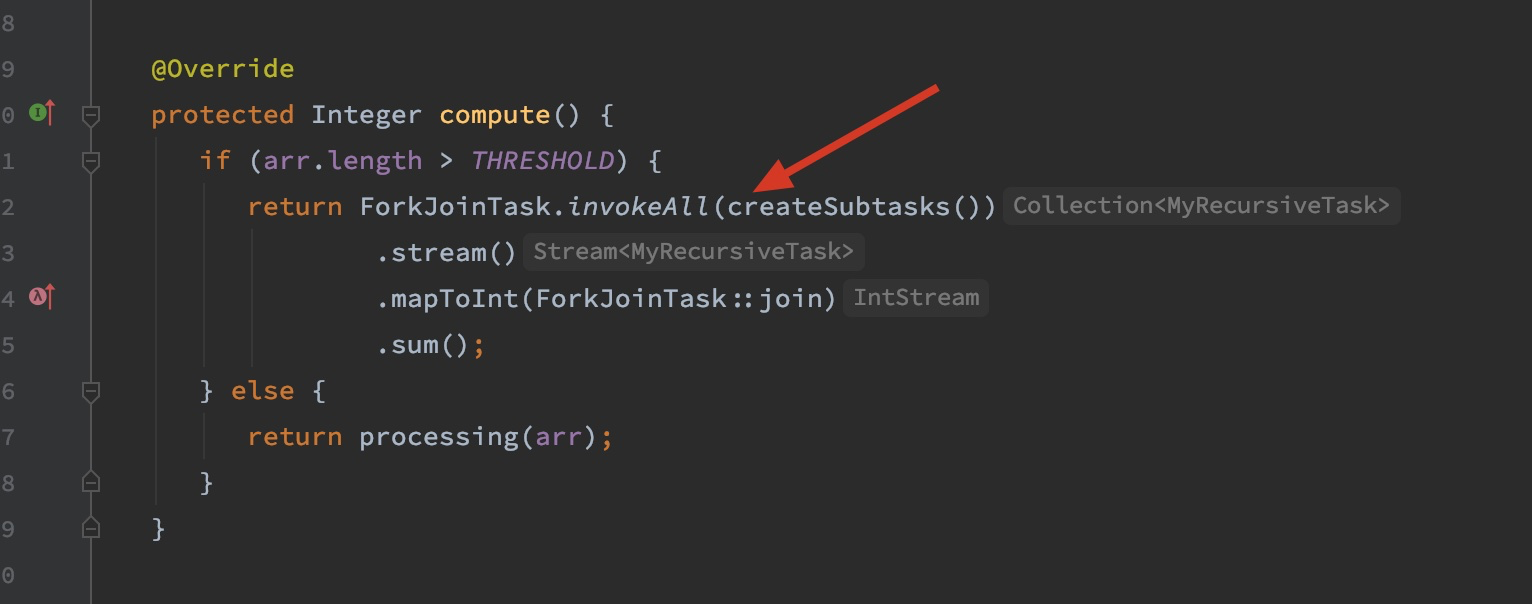 8
9 @Override
0 protected Integer compute() {
1 if (arr.length > THRESHOLD) {
2 return ForkJoinTask.invokeAll(createSubtasks()) Collection<MyRecursiveTask>
3 .stream() Stream<MyRecursiveTask>
4 .mapToInt(ForkJoinTask::join) IntStream
5 .sum();
6 } else {
7 return processing(arr);
8 }
9 }
0